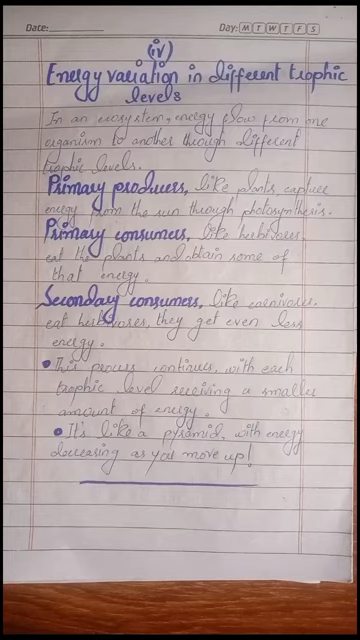 Date: Day: M T W T F S
(iv)
Energy variation in different trophic
levels
In an ecosystem, energy flow from one
organism to another through different
trophic levels.
Primary producers, like plants capture
energy from the sun through photosynthesis.
Primary consumers, like herbivores,
eat the plants and obtain some of
that energy.
Secondary consumers, like carnivores.
eat herbivores, they get even less
energy.
• This process continues, with each
trophic level receiving a smaller
amount of energy.
• It's like a pyramid, with energy
decreasing as you move up!